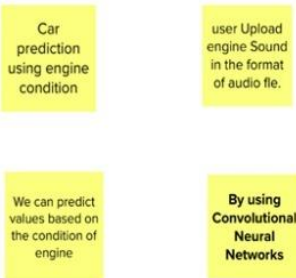 Car
prediction
using engine
condition
user Upload
engine Sound
in the format
of audio fle.
We can predict
values based on
the condition of
engine
By using
Convolutional
Neural
Networks